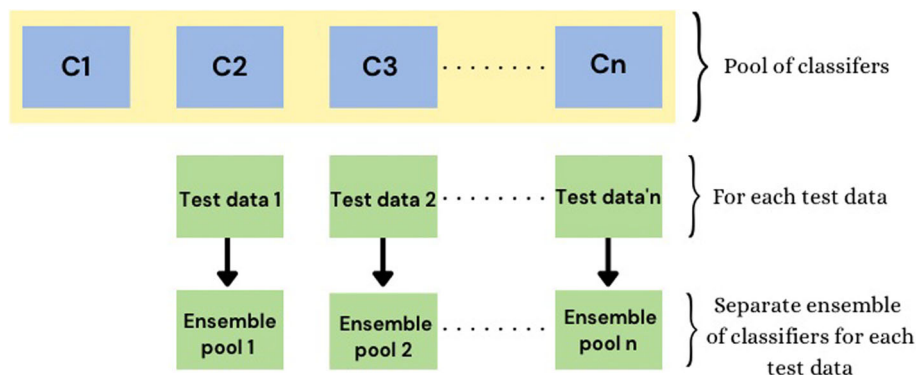 C1 C2 C3 ........ Cn Pool of classifers
Test data 1 Test data 2 ........ Test data'n For each test data
Ensemble
pool 1
Ensemble
pool 2
........
Ensemble
pool n
Separate ensemble
of classifiers for each
test data